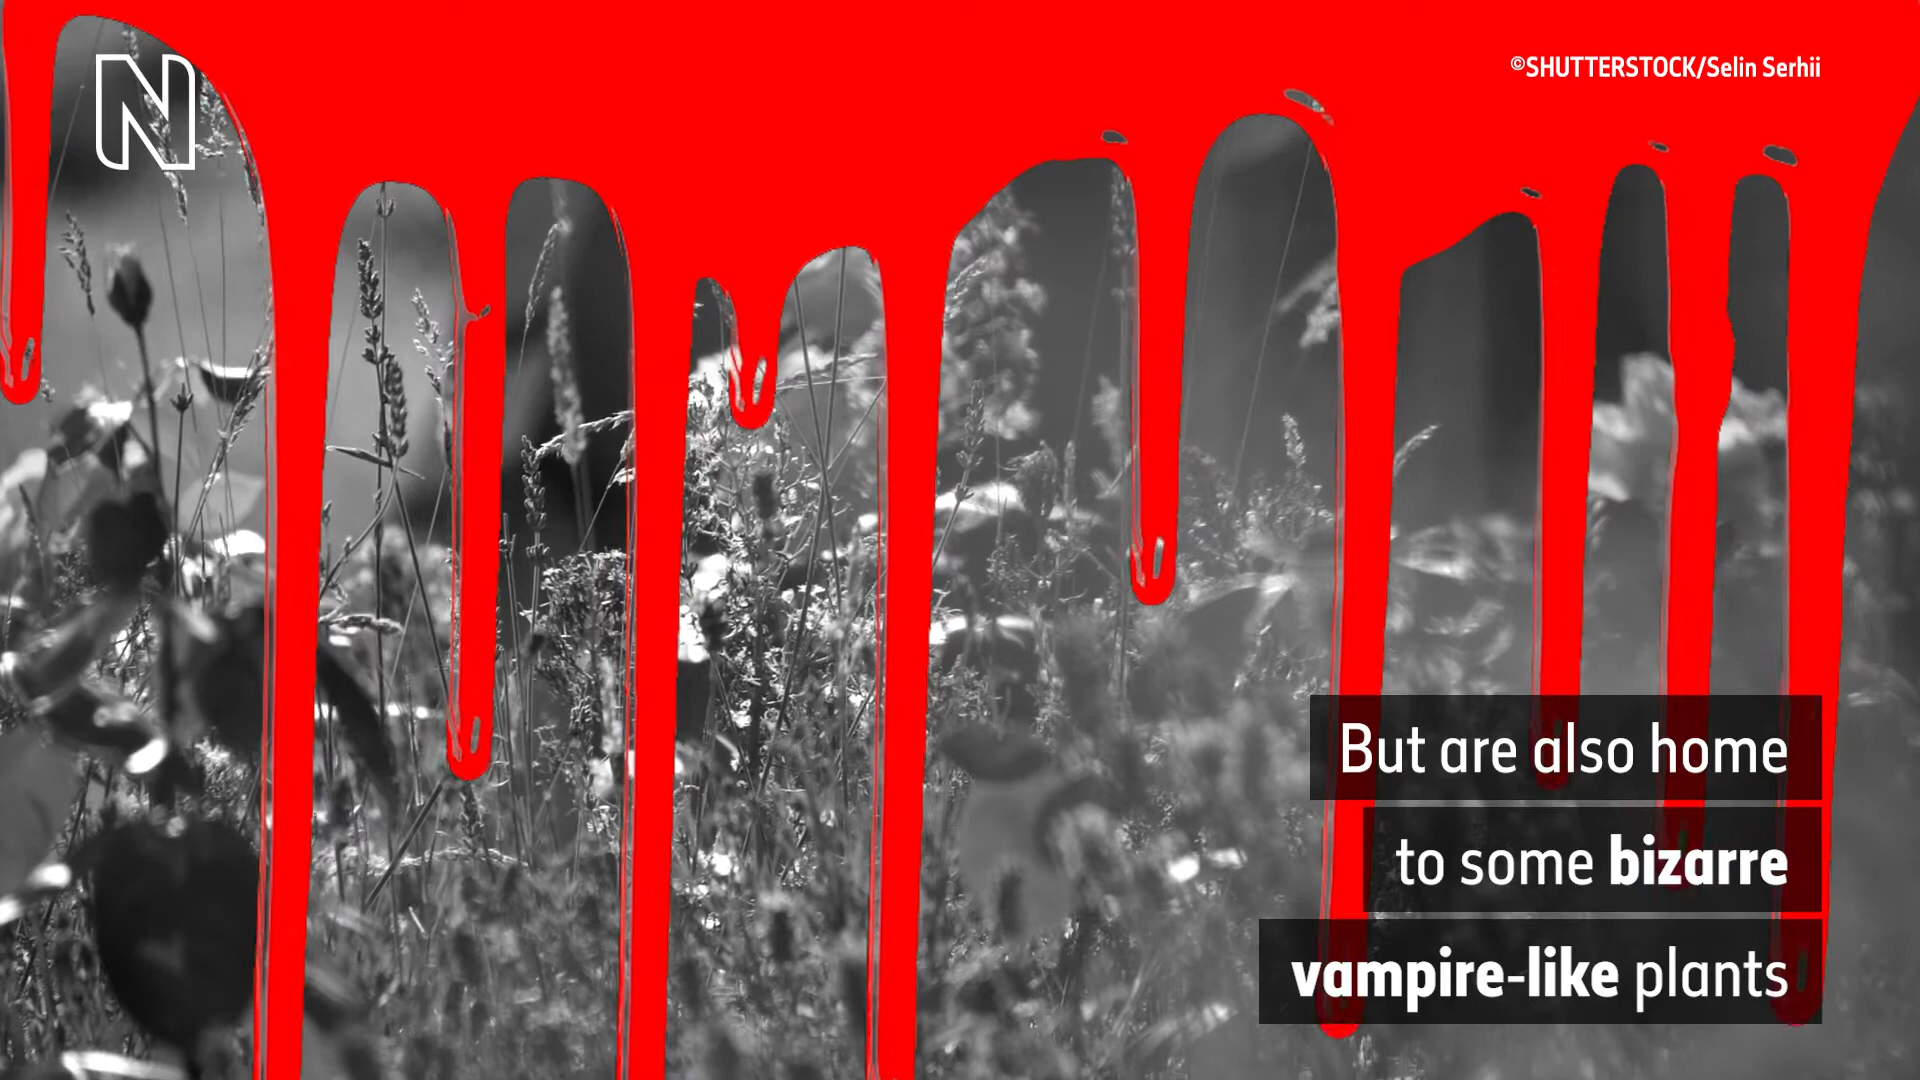 N
©SHUTTERSTOCK/Selin Serhii
But are also home
to some bizarre
vampire-like plants